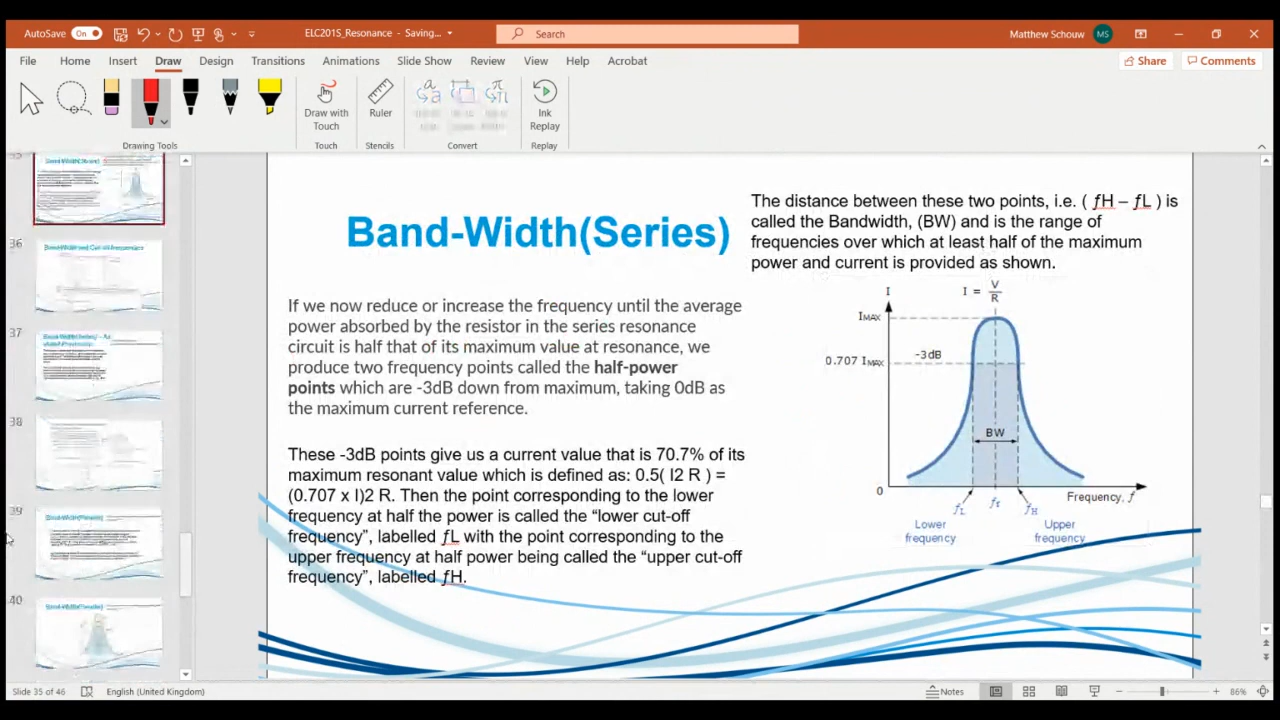 AutoSave On ELC201S_Resonance - Saving... Search Matthew Schouw MS
File Home Insert Draw Design Transitions Animations Slide Show Review View Help Acrobat Share Comments
Draw with Touch
Ruler
Ink Replay
Drawing Tools Touch Stencils Convert Replay
36
37
38
39
40
Band-Width(Series)
If we now reduce or increase the frequency until the average
power absorbed by the resistor in the series resonance
circuit is half that of its maximum value at resonance, we
produce two frequency points called the half-power
points which are -3dB down from maximum, taking 0dB as
the maximum current reference.
These -3dB points give us a current value that is 70.7% of its
maximum resonant value which is defined as: 0.5( I2 R ) =
(0.707 x I)2 R. Then the point corresponding to the lower
frequency at half the power is called the “lower cut-off
frequency”, labelled ƒL with the point corresponding to the
upper frequency at half power being called the “upper cut-off
frequency”, labelled ƒH.
The distance between these two points, i.e. ( ƒH – ƒL ) is
called the Bandwidth, (BW) and is the range of
frequencies over which at least half of the maximum
power and current is provided as shown.
I
I = V/R
IMAX
0.707 IMAX
-3dB
BW
0
fL
fr
fH
Frequency, f
Lower
frequency
Upper
frequency
Slide 35 of 46 English (United Kingdom) Notes 86%